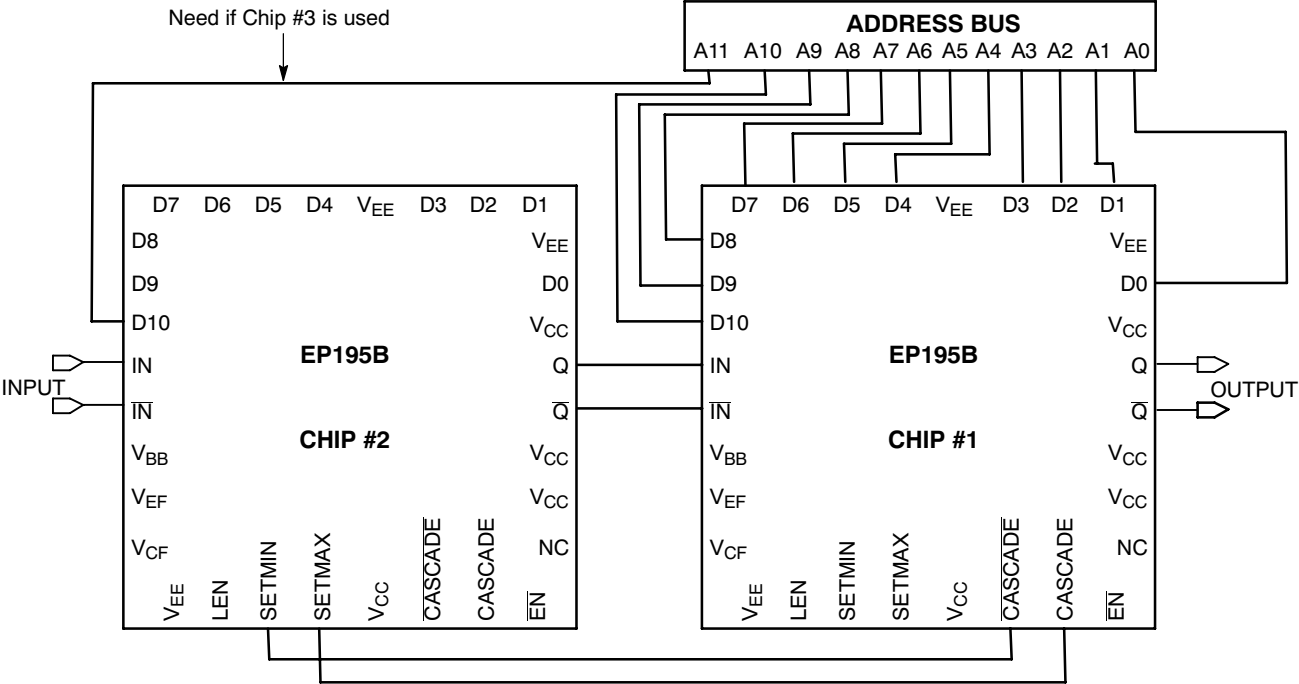 Need if Chip #3 is used
ADDRESS BUS
A11 A10 A9 A8 A7 A6 A5 A4 A3 A2 A1 A0
D7 D6 D5 D4 VEE D3 D2 D1
D8
VEE
D9
D0
D10
VCC
EP195B
IN
Q
INPUT
IN
Q
CHIP #2
VBB
VCC
VEF
VCC
VCF
NC
VEE
LEN
SETMIN
SETMAX
VCC
CASCADE
CASCADE
EN
D7 D6 D5 D4 VEE D3 D2 D1
D8
VEE
D9
D0
D10
VCC
EP195B
IN
Q
OUTPUT
IN
Q
CHIP #1
VBB
VCC
VEF
VCC
VCF
NC
VEE
LEN
SETMIN
SETMAX
VCC
CASCADE
CASCADE
EN